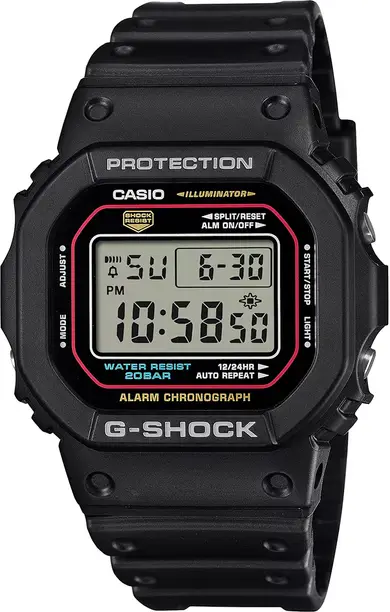 PROTECTION
CASIO ILLUMINATOR
SHOCK RESIST
SPLIT/RESET
ALM ON/OFF
ADJUST
MODE
START/STOP
LIGHT
SU 6-30
PM
10:58 50
WATER RESIST
20BAR
12/24HR
AUTO REPEAT
ALARM CHRONOGRAPH
G-SHOCK